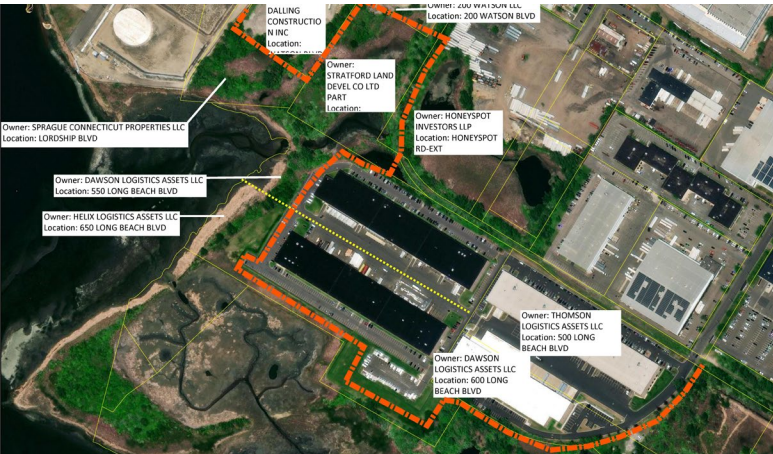 DALLING
CONSTRUCTIO
N INC
Location:
WATSON BLVD
Owner: 200 WATSON LLC
Location: 200 WATSON BLVD
Owner:
STRATFORD LAND
DEVEL CO LTD
PART
Location:
Owner: HONEYSPOT
INVESTORS LLP
Location: HONEYSPOT
RD-EXT
Owner: SPRAGUE CONNECTICUT PROPERTIES LLC
Location: LORDSHIP BLVD
Owner: DAWSON LOGISTICS ASSETS LLC
Location: 550 LONG BEACH BLVD
Owner: HELIX LOGISTICS ASSETS LLC
Location: 650 LONG BEACH BLVD
Owner: THOMSON
LOGISTICS ASSETS LLC
Location: 500 LONG
BEACH BLVD
Owner: DAWSON
LOGISTICS ASSETS LLC
Location: 600 LONG
BEACH BLVD